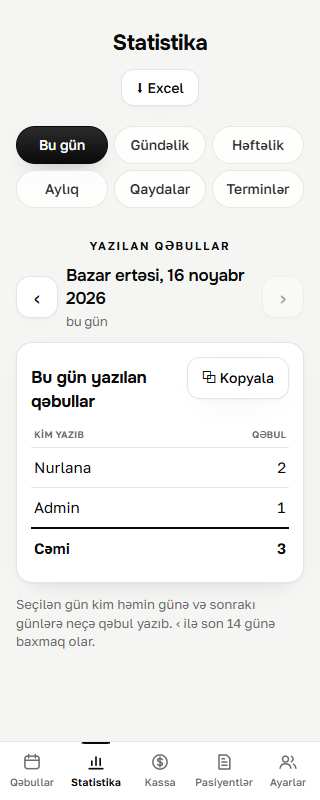 Statistika
⭳ Excel
Bu gün
Gündəlik
Həftəlik
Aylıq
Qaydalar
Terminlər
YAZILAN QƏBULLAR
‹
Bazar ertəsi, 16 noyabr
2026
bu gün
›
Bu gün yazılan
qəbullar
Kopyala
KİM YAZIB QƏBUL
Nurlana 2
Admin 1
Cəmi 3
Seçilən gün kim həmin günə və sonrakı
günlərə neçə qəbul yazıb. ‹ ilə son 14 günə
baxmaq olar.
Qəbullar Statistika Kassa Pasiyentlər Ayarlar